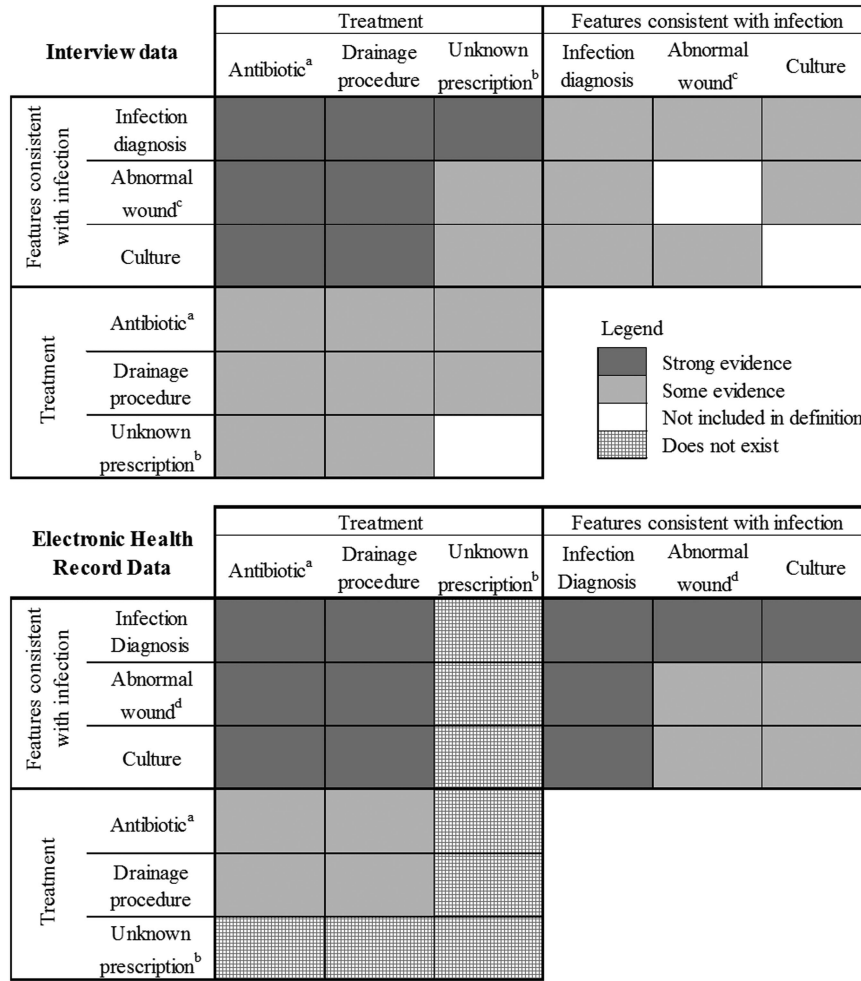 Interview data
Treatment
Features consistent with infection
Antibiotic^a
Drainage
procedure
Unknown
prescription^b
Infection
diagnosis
Abnormal
wound^c
Culture
Features consistent
with infection
Infection
diagnosis
Abnormal
wound^c
Culture
Treatment
Antibiotic^a
Drainage
procedure
Unknown
prescription^b
Legend
Strong evidence
Some evidence
Not included in definition
Does not exist
Electronic Health
Record Data
Treatment
Features consistent with infection
Antibiotic^a
Drainage
procedure
Unknown
prescription^b
Infection
Diagnosis
Abnormal
wound^d
Culture
Features consistent
with infection
Infection
Diagnosis
Abnormal
wound^d
Culture
Treatment
Antibiotic^a
Drainage
procedure
Unknown
prescription^b